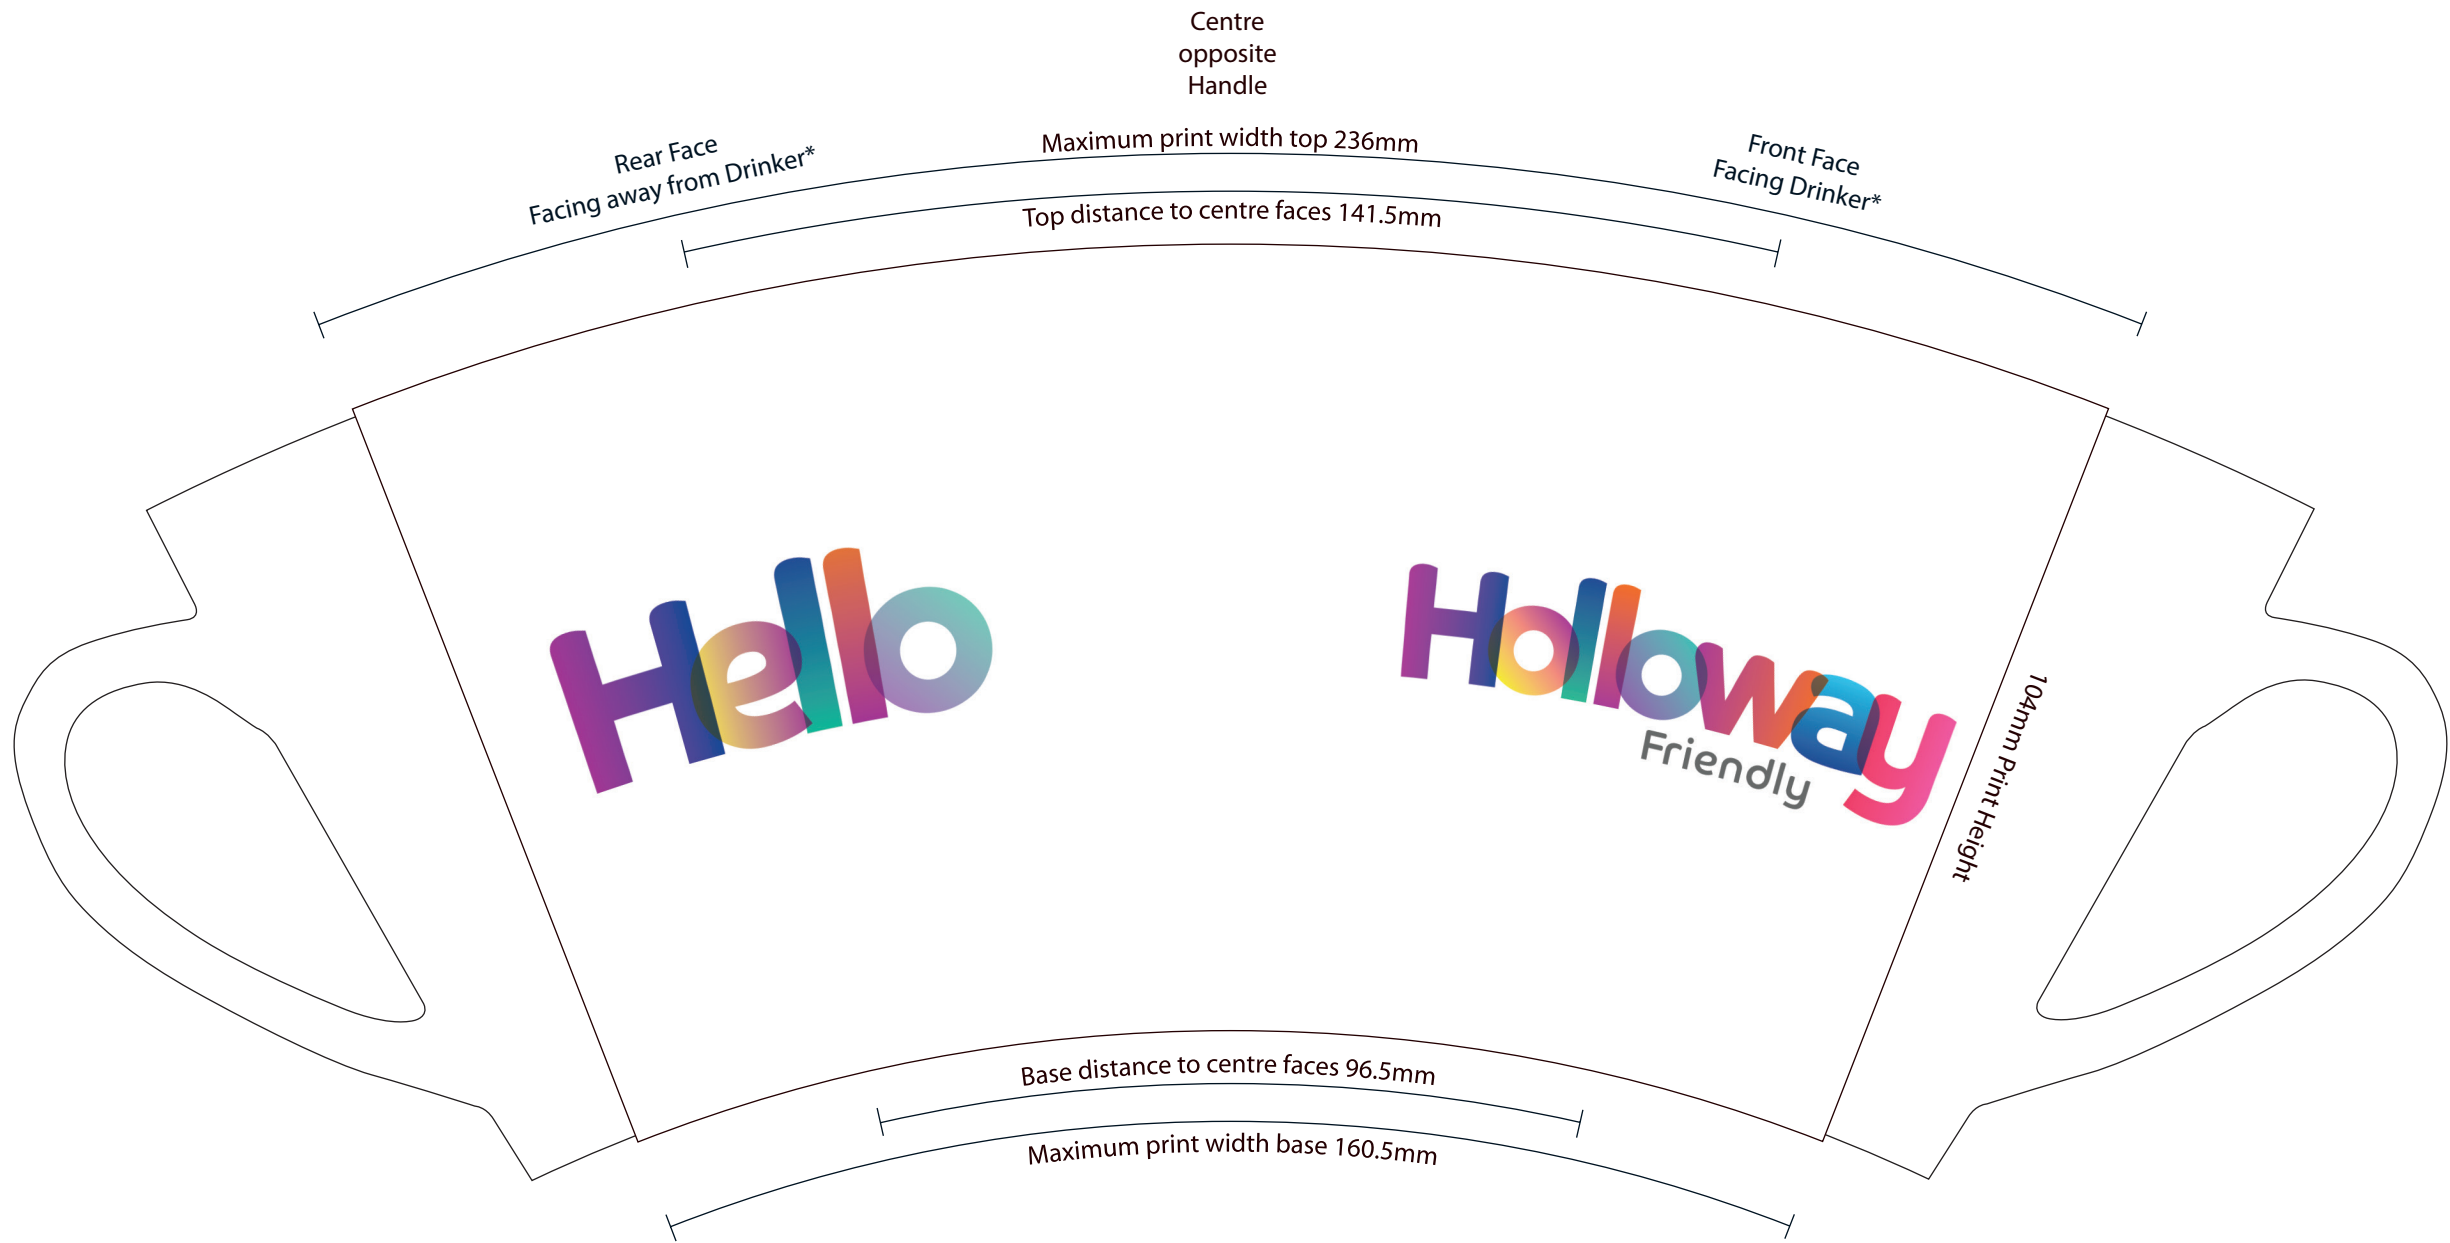 Centre
opposite
Handle
Maximum print width top 236mm
Rear Face
Facing away from Drinker*
Front Face
Facing Drinker*
Top distance to centre faces 141.5mm
Hello
Holloway
Friendly
104mm Print Height
Base distance to centre faces 96.5mm
Maximum print width base 160.5mm